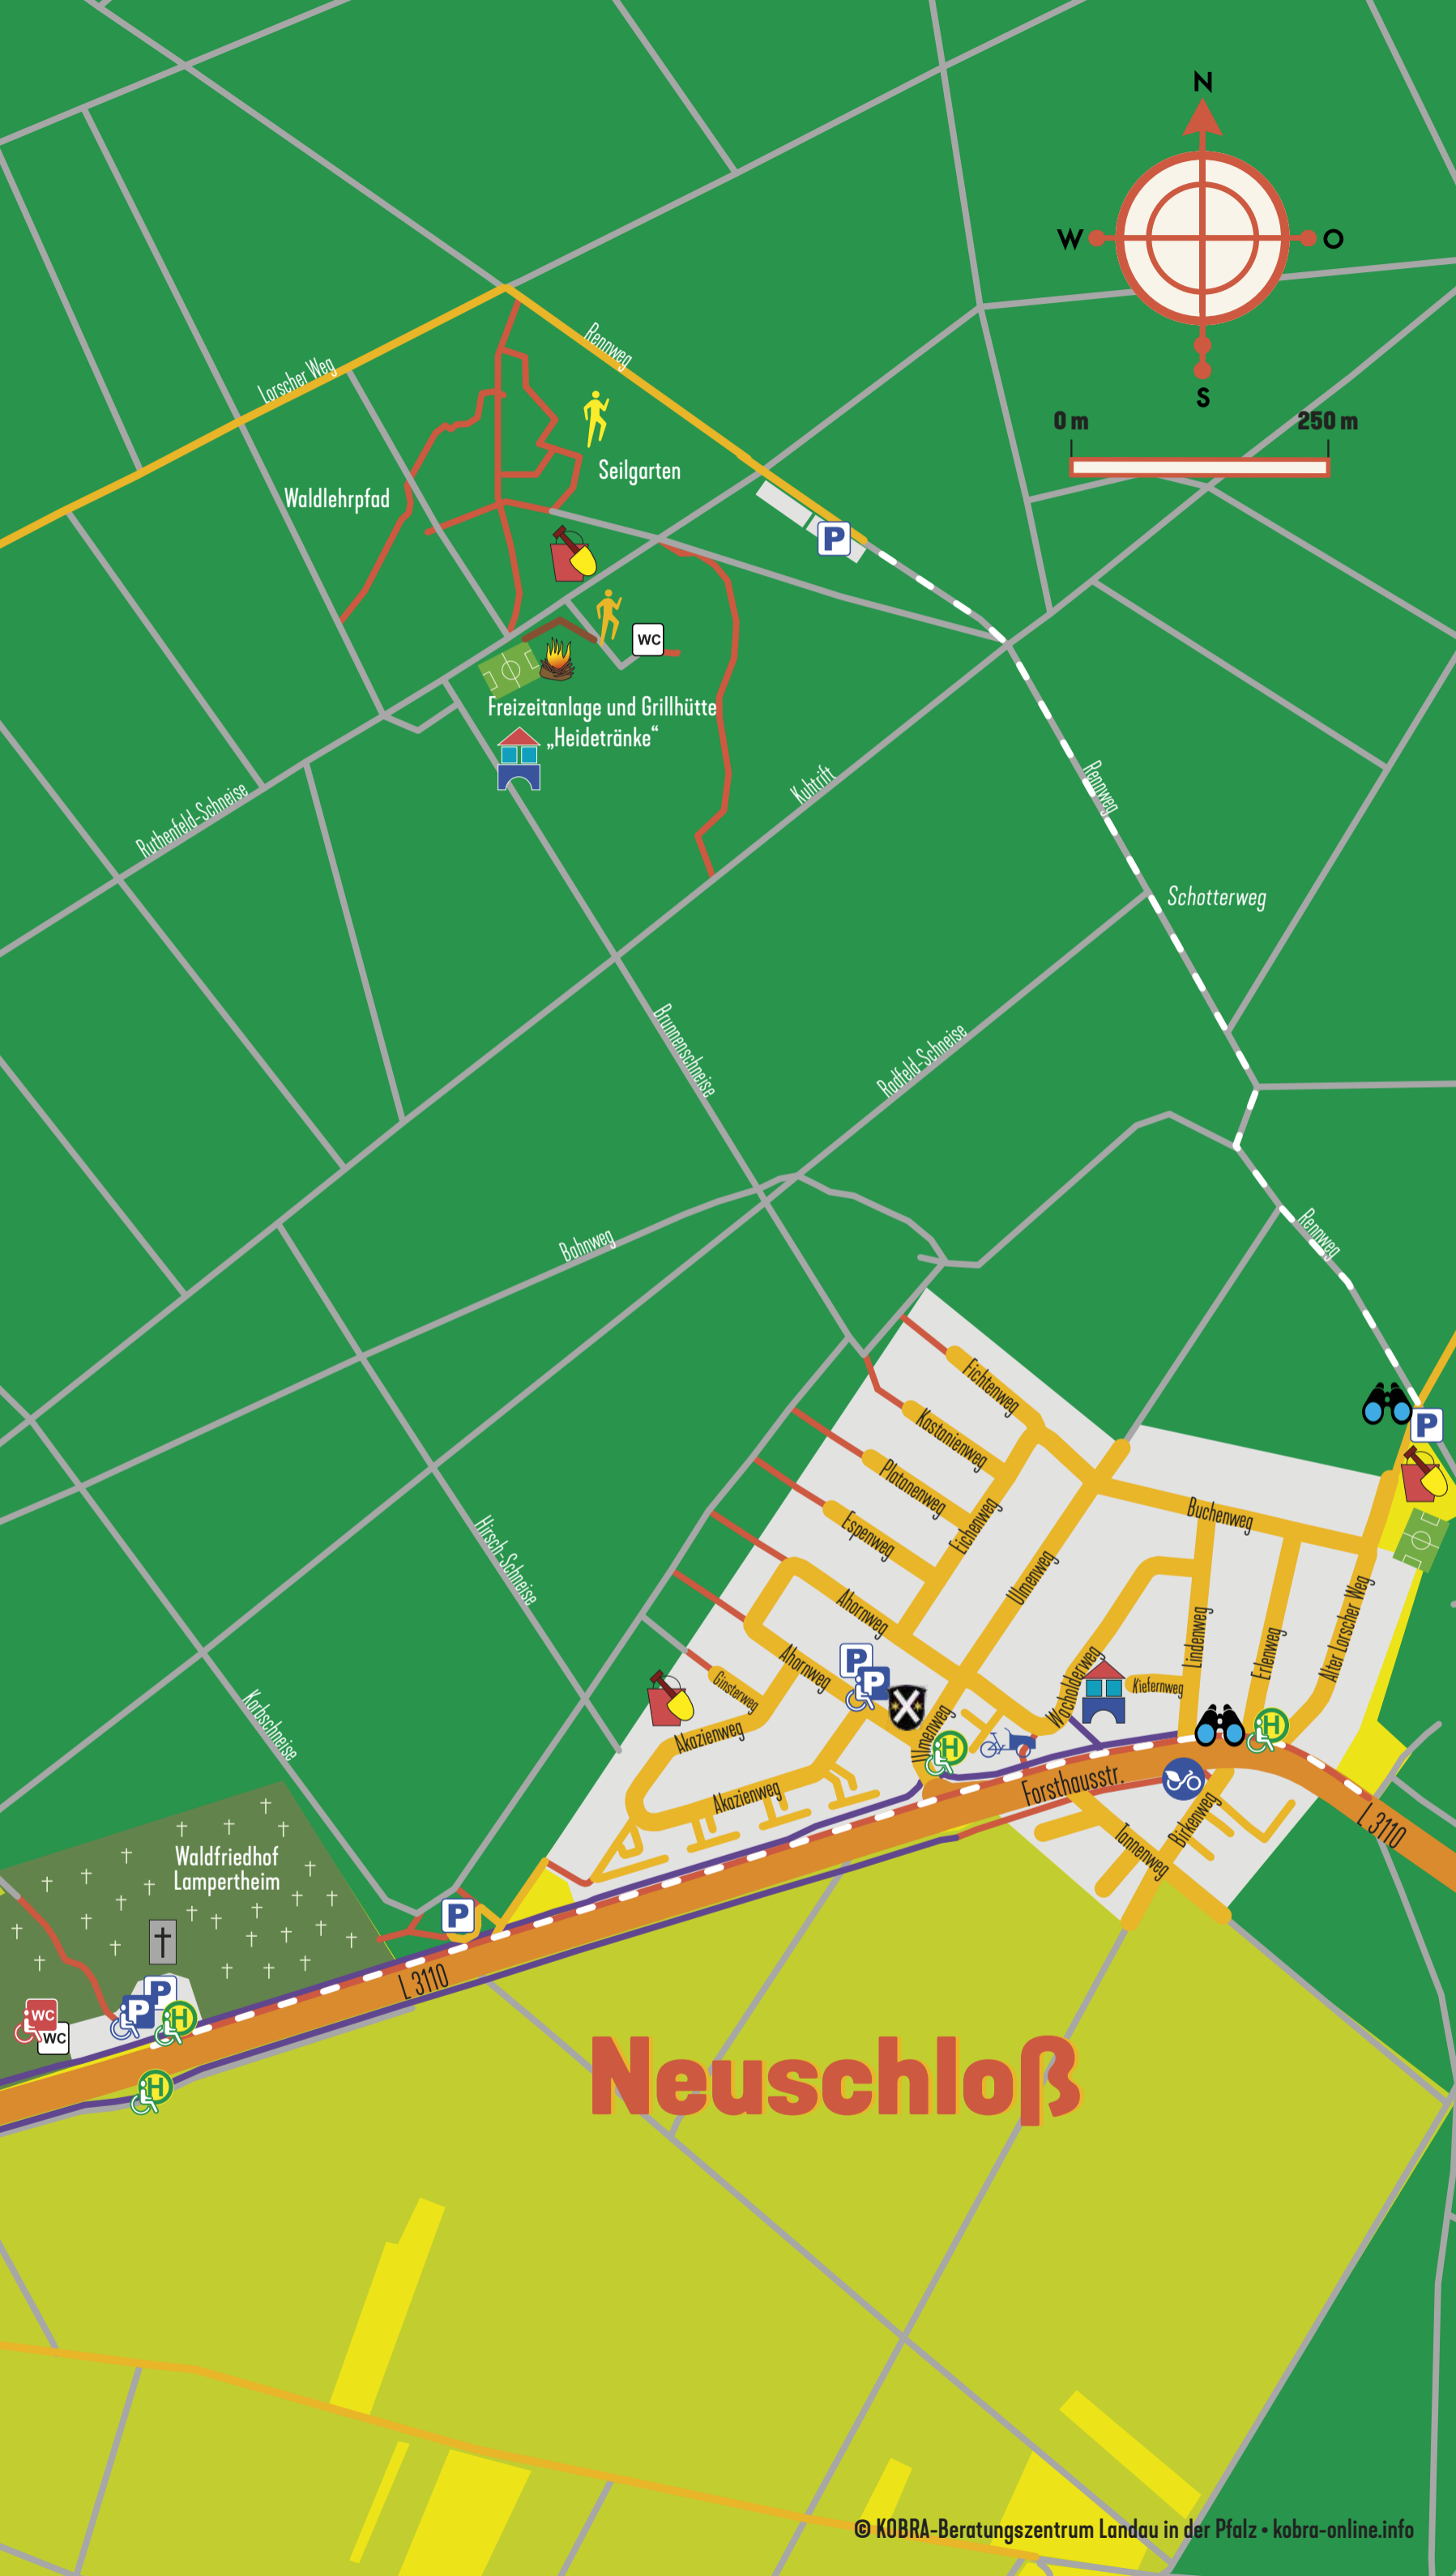 N
W
O
S
0 m
250 m
Rennweg
Lorscher Weg
Seilgarten
Waldlehrpfad
P
WC
Freizeitanlage und Grillhütte
„Heidetränke“
Kuhtrift
Rennweg
Ruthenfeld-Schneise
Schotterweg
Brunnenschneise
Radfeld-Schneise
Rennweg
Bahnweg
Fichtenweg
P
Kastanienweg
Platanenweg
Buchenweg
Espenweg
Eichenweg
Hirsch-Schneise
Ulmenweg
Ahornweg
Lindenweg
Erlenweg
Alter Lorscher Weg
Ahornweg
P
P
Wacholderweg
Kiefernweg
Ginsterweg
Korbschneise
Akazienweg
Ulmenweg
H
H
Akazienweg
Forsthausstr.
Birkenweg
L 3110
Tannenweg
Waldfriedhof
Lampertheim
P
L 3110
P
P
H
WC
WC
H
Neuschloß
© KOBRA-Beratungszentrum Landau in der Pfalz • kobra-online.info